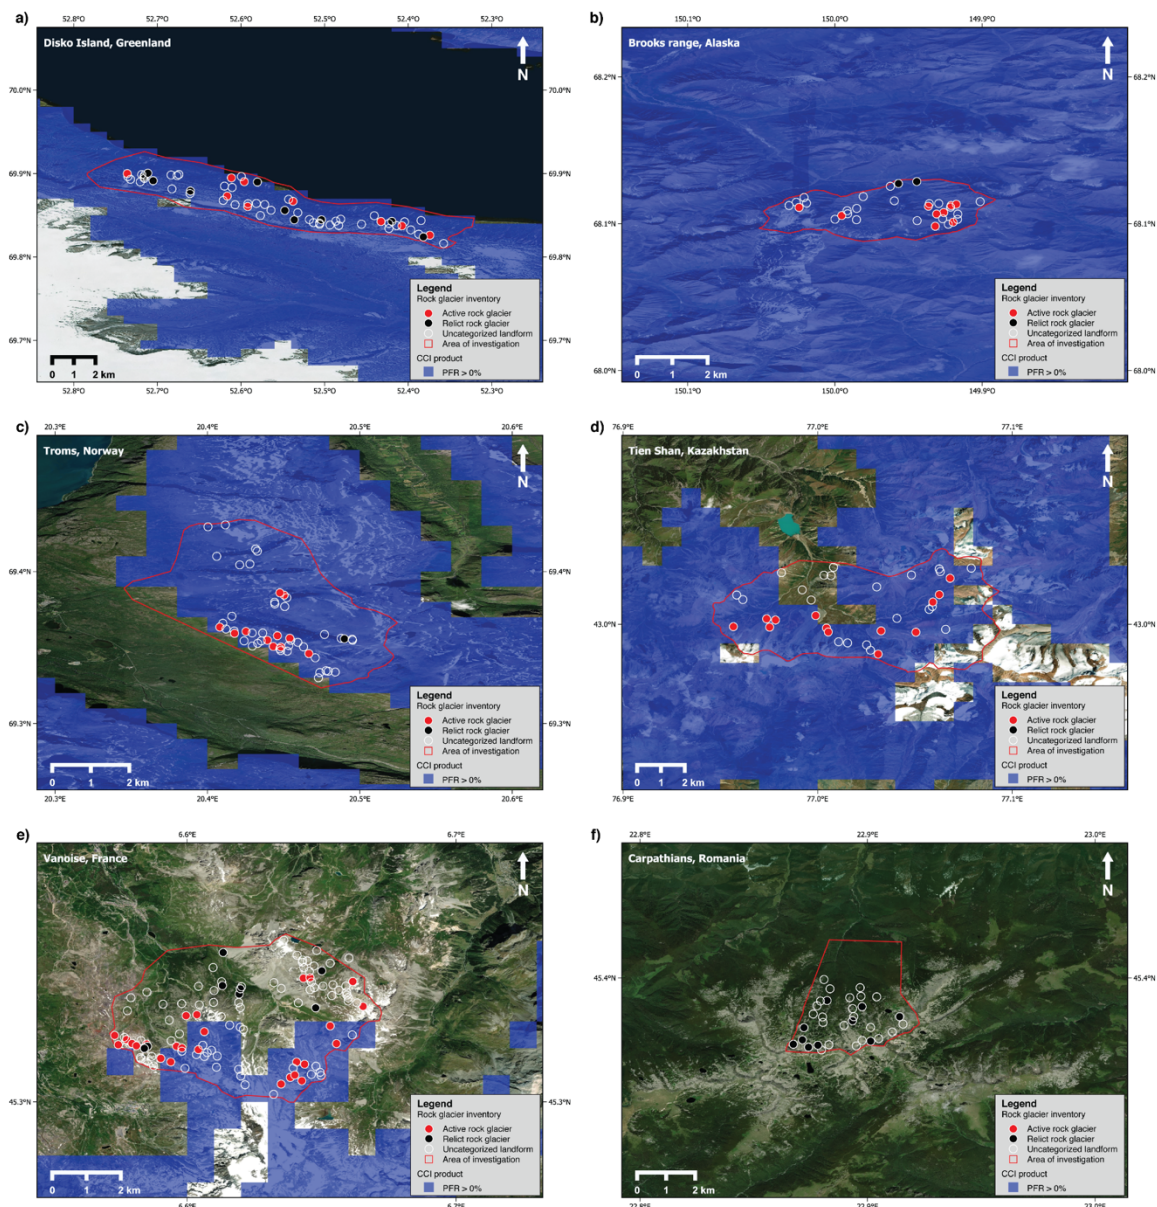 a)
52.8°W 52.7°W 52.6°W 52.5°W 52.4°W 52.3°W
Disko Island, Greenland
N
70.0°N
69.9°N
69.8°N 69.8°N
69.7°N 69.7°N
Legend
Rock glacier inventory
Active rock glacier
Relict rock glacier
Uncategorized landform
Area of investigation
CCI product
PFR > 0%
0 1 2 km
52.8°W 52.7°W 52.6°W 52.5°W 52.4°W 52.3°W
b)
150.1°W 150.0°W 149.9°W
Brooks range, Alaska
N
68.2°N 68.2°N
68.1°N 68.1°N
68.0°N 68.0°N
Legend
Rock glacier inventory
Active rock glacier
Relict rock glacier
Uncategorized landform
Area of investigation
CCI product
PFR > 0%
0 1 2 km
150.1°W 150.0°W 149.9°W
c)
20.3°E 20.4°E 20.5°E 20.6°E
Troms, Norway
N
69.4°N 69.4°N
69.3°N 69.3°N
Legend
Rock glacier inventory
Active rock glacier
Relict rock glacier
Uncategorized landform
Area of investigation
CCI product
PFR > 0%
0 1 2 km
20.3°E 20.4°E 20.5°E 20.6°E
d)
76.9°E 77.0°E 77.1°E
Tien Shan, Kazakhstan
N
43.0°N 43.0°N
Legend
Rock glacier inventory
Active rock glacier
Relict rock glacier
Uncategorized landform
Area of investigation
CCI product
PFR > 0%
0 1 2 km
76.9°E 77.0°E 77.1°E
e)
6.6°E 6.7°E
Vanoise, France
N
45.3°N 45.3°N
Legend
Rock glacier inventory
Active rock glacier
Relict rock glacier
Uncategorized landform
Area of investigation
CCI product
PFR > 0%
0 1 2 km
6.6°E 6.7°E
f)
22.8°E 22.9°E 23.0°E
Carpathians, Romania
N
45.4°N 45.4°N
Legend
Rock glacier inventory
Active rock glacier
Relict rock glacier
Uncategorized landform
Area of investigation
CCI product
PFR > 0%
0 1 2 km
22.8°E 22.9°E 23.0°E